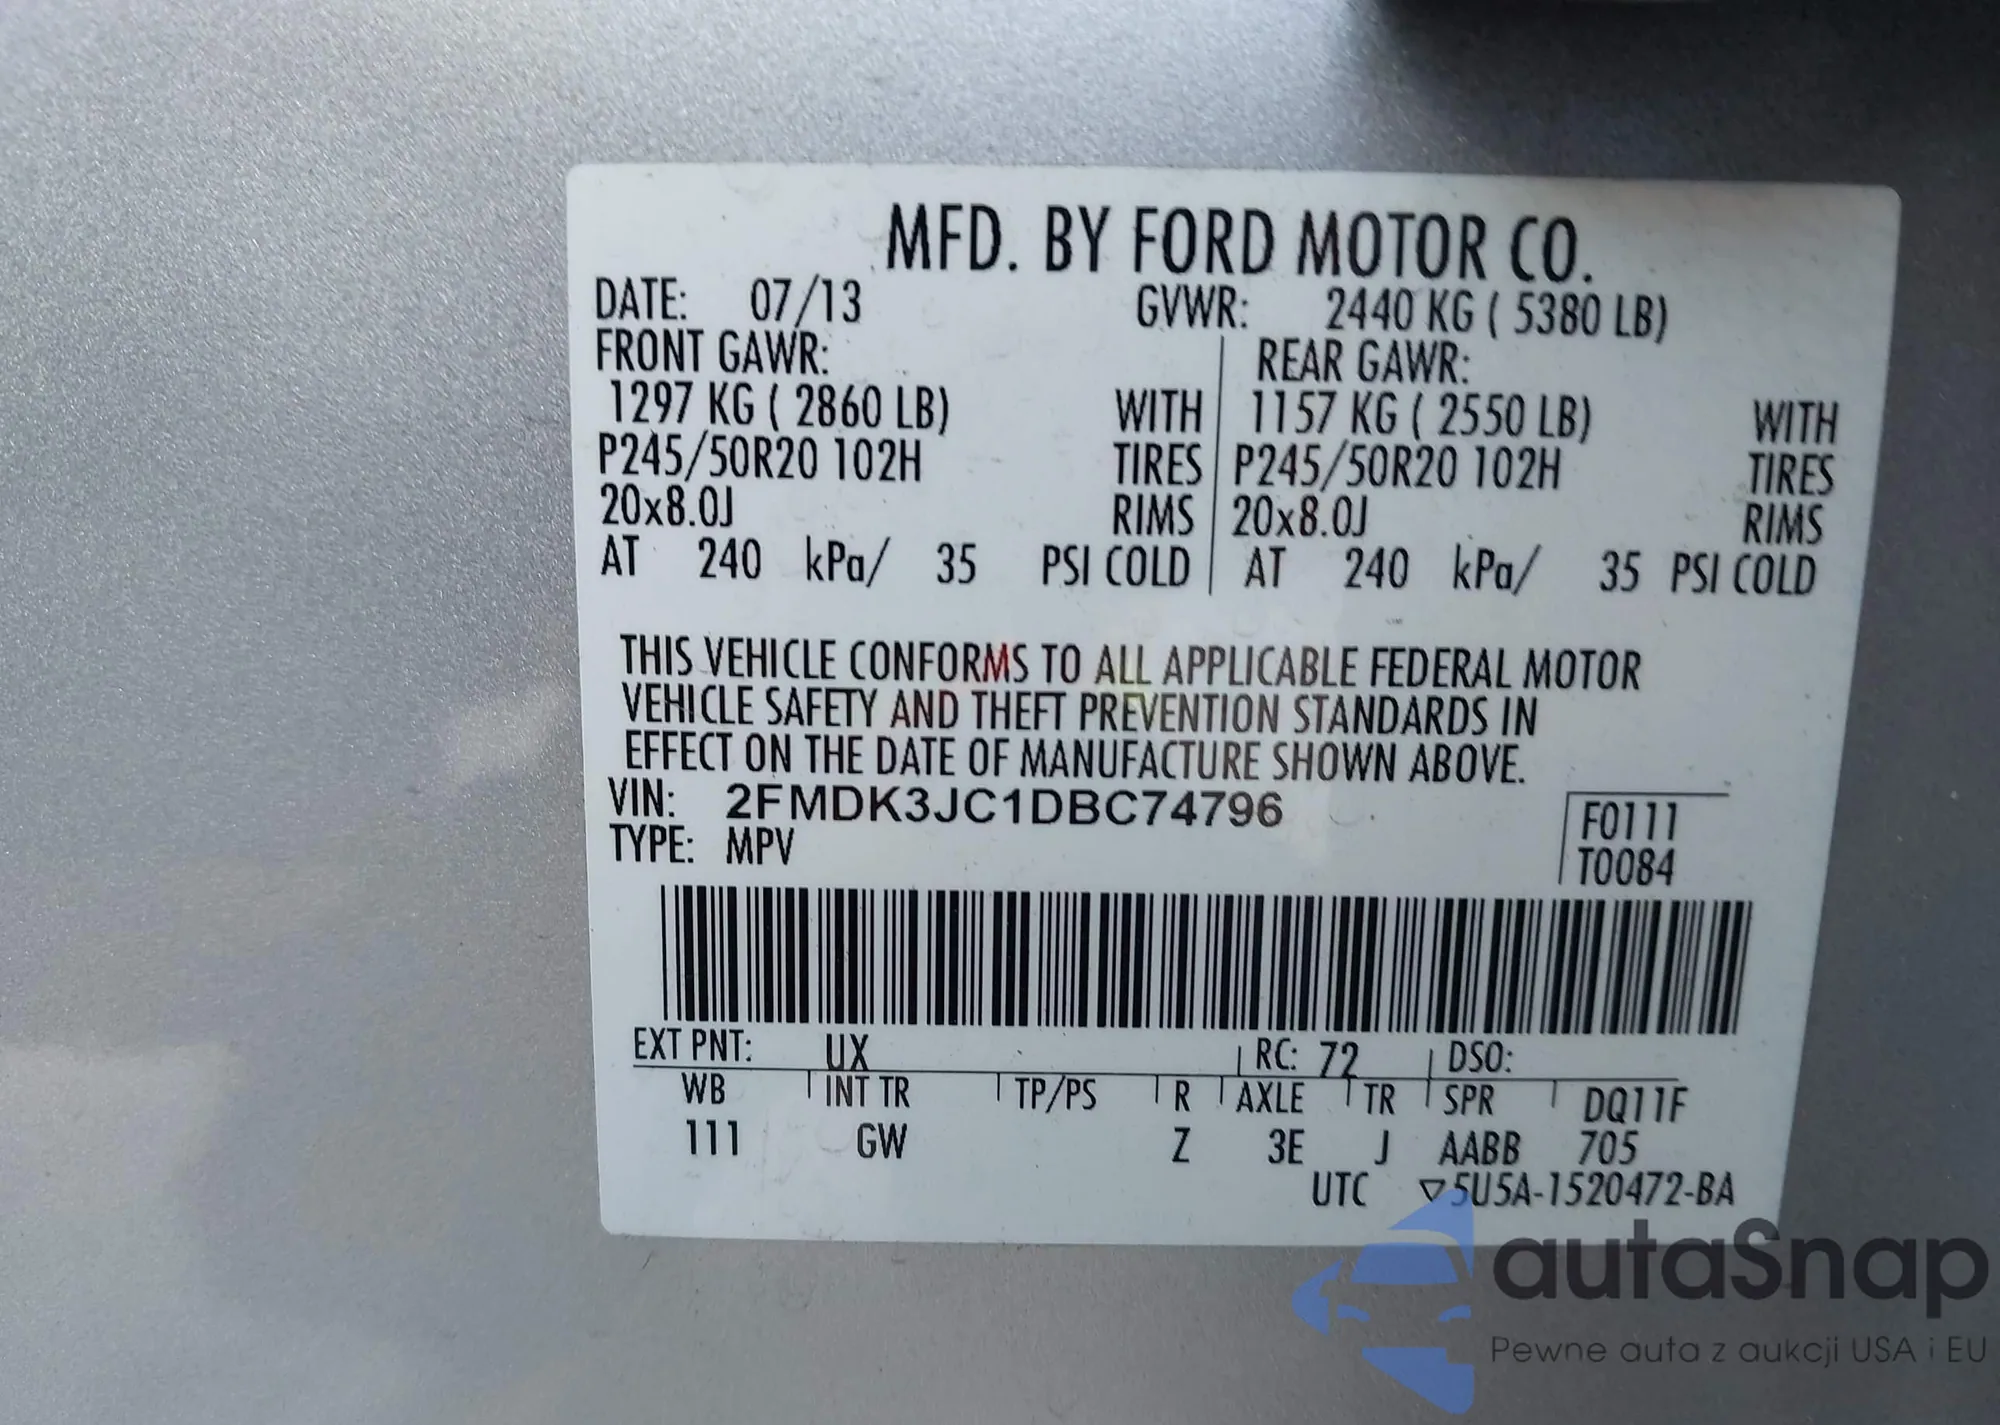 MFD. BY FORD MOTOR CO.
DATE: 07/13 GVWR: 2440 KG ( 5380 LB)
FRONT GAWR: REAR GAWR:
1297 KG ( 2860 LB) WITH 1157 KG ( 2550 LB) WITH
P245/50R20 102H TIRES P245/50R20 102H TIRES
20x8.0J RIMS 20x8.0J RIMS
AT 240 kPa/ 35 PSI COLD AT 240 kPa/ 35 PSI COLD
THIS VEHICLE CONFORMS TO ALL APPLICABLE FEDERAL MOTOR
VEHICLE SAFETY AND THEFT PREVENTION STANDARDS IN
EFFECT ON THE DATE OF MANUFACTURE SHOWN ABOVE.
VIN: 2FMDK3JC1DBC74796 F0111
TYPE: MPV T0084
EXT PNT: UX RC: 72 DSO:
WB INT TR TP/PS R AXLE TR SPR DQ11F
111 GW Z 3E J AABB 705
UTC ▽5U5A-1520472-BA
autaSnap
Pewne auta z aukcji USA i EU